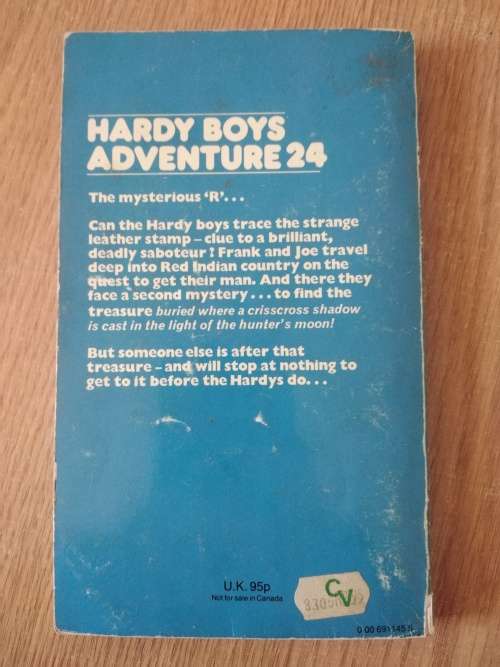 HARDY BOYS
ADVENTURE 24
The mysterious ‘R’...
Can the Hardy boys trace the strange
leather stamp – clue to a brilliant,
deadly saboteur? Frank and Joe travel
deep into Red Indian country on the
quest to get their man. And there they
face a second mystery... to find the
treasure buried where a crisscross shadow
is cast in the light of the hunter's moon!
But someone else is after that
treasure – and will stop at nothing to
get to it before the Hardys do...
U.K. 95p
Not for sale in Canada
CV
0 00 691145 5